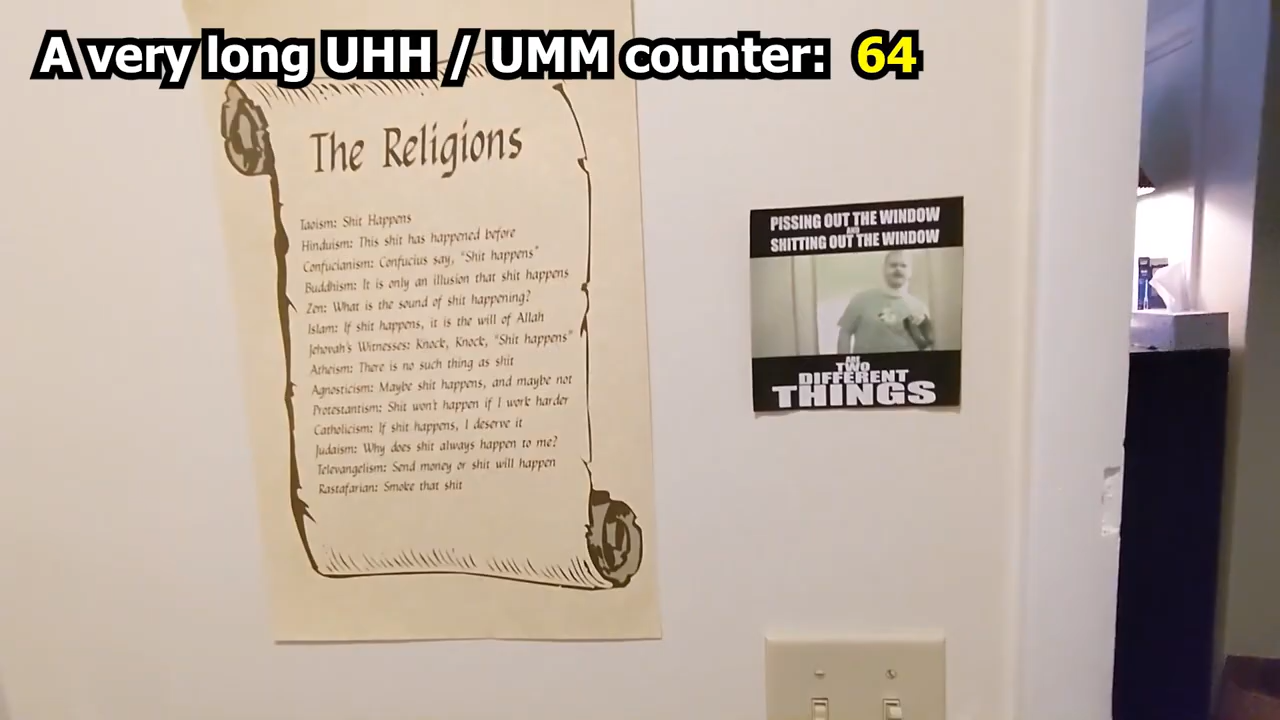 A very long UHH / UMM counter: 64
The Religions
Taoism: Shit Happens
Hinduism: This shit has happened before
Confucianism: Confucius say, "Shit happens"
Buddhism: It is only an illusion that shit happens
Zen: What is the sound of shit happening?
Islam: If shit happens, it is the will of Allah
Jehovah's Witnesses: Knock, Knock, "Shit happens"
Atheism: There is no such thing as shit
Agnosticism: Maybe shit happens, and maybe not
Protestantism: Shit won't happen if I work harder
Catholicism: If shit happens, I deserve it
Judaism: Why does shit always happen to me?
Televangelism: Send money or shit will happen
Rastafarian: Smoke that shit
PISSING OUT THE WINDOW
AND
SHITTING OUT THE WINDOW
ARE
TWO
DIFFERENT
THINGS